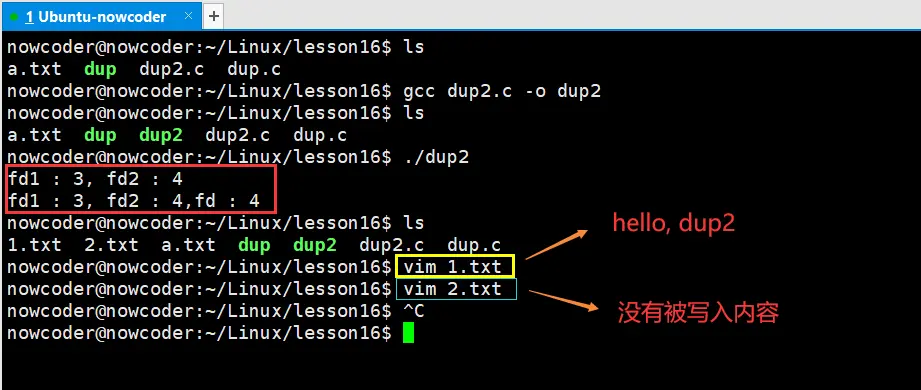 1 Ubuntu-nowcoder × +
nowcoder@nowcoder:~/Linux/lesson16$ ls
a.txt  dup  dup2.c  dup.c
nowcoder@nowcoder:~/Linux/lesson16$ gcc dup2.c -o dup2
nowcoder@nowcoder:~/Linux/lesson16$ ls
a.txt  dup  dup2  dup2.c  dup.c
nowcoder@nowcoder:~/Linux/lesson16$ ./dup2
fd1 : 3, fd2 : 4
fd1 : 3, fd2 : 4,fd : 4
nowcoder@nowcoder:~/Linux/lesson16$ ls
hello, dup2
1.txt  2.txt  a.txt  dup  dup2  dup2.c  dup.c
nowcoder@nowcoder:~/Linux/lesson16$ vim 1.txt
nowcoder@nowcoder:~/Linux/lesson16$ vim 2.txt
nowcoder@nowcoder:~/Linux/lesson16$ ^C
没有被写入内容
nowcoder@nowcoder:~/Linux/lesson16$